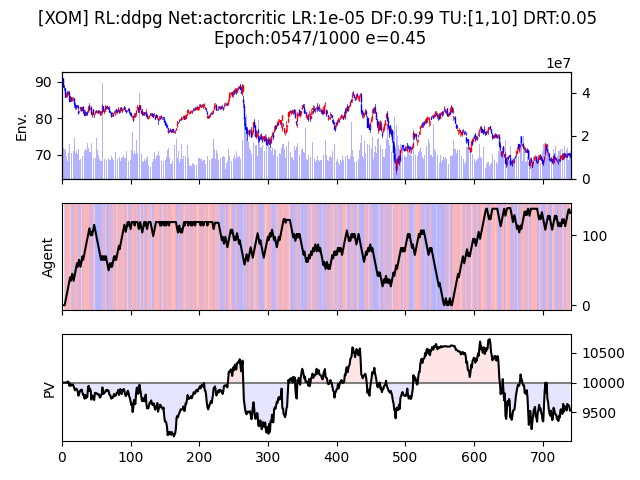 [XOM] RL:ddpg Net:actorcritic LR:1e-05 DF:0.99 TU:[1,10] DRT:0.05
Epoch:0547/1000 e=0.45
1e7
90
80
70
Env.
4
2
0
Agent
100
0
PV
10500
10000
9500
0 100 200 300 400 500 600 700